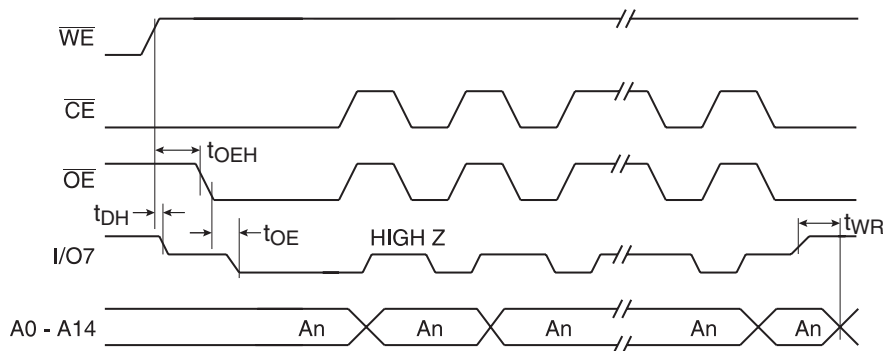 WE
CE
tOEH
OE
tDH
tOE
HIGH Z
tWR
I/O7
A0 - A14
An An An An An